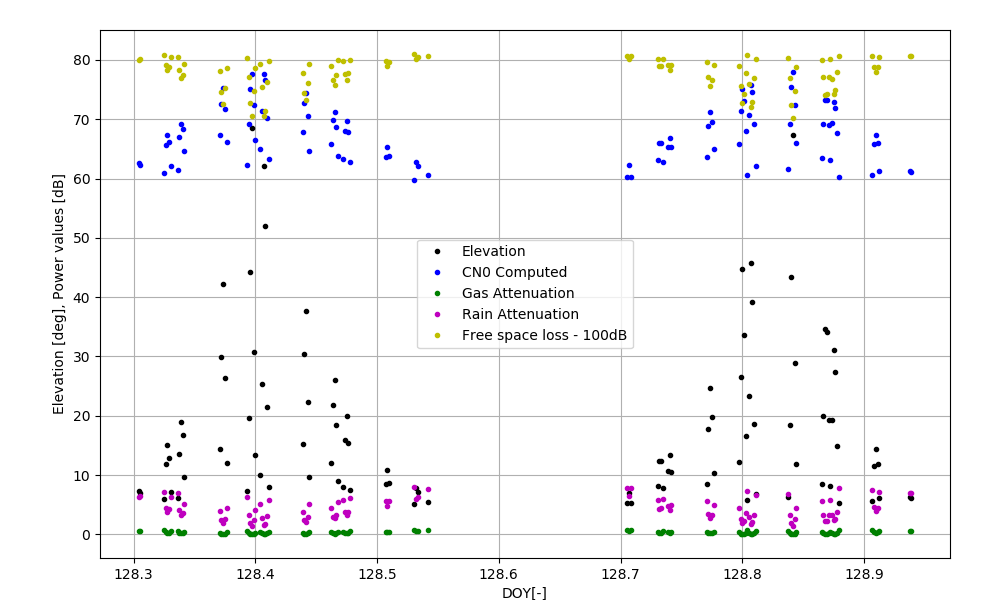 80
70
60
50
40
30
20
10
0
Elevation [deg], Power values [dB]
Elevation
CN0 Computed
Gas Attenuation
Rain Attenuation
Free space loss - 100dB
128.3 128.4 128.5 128.6 128.7 128.8 128.9
DOY[-]